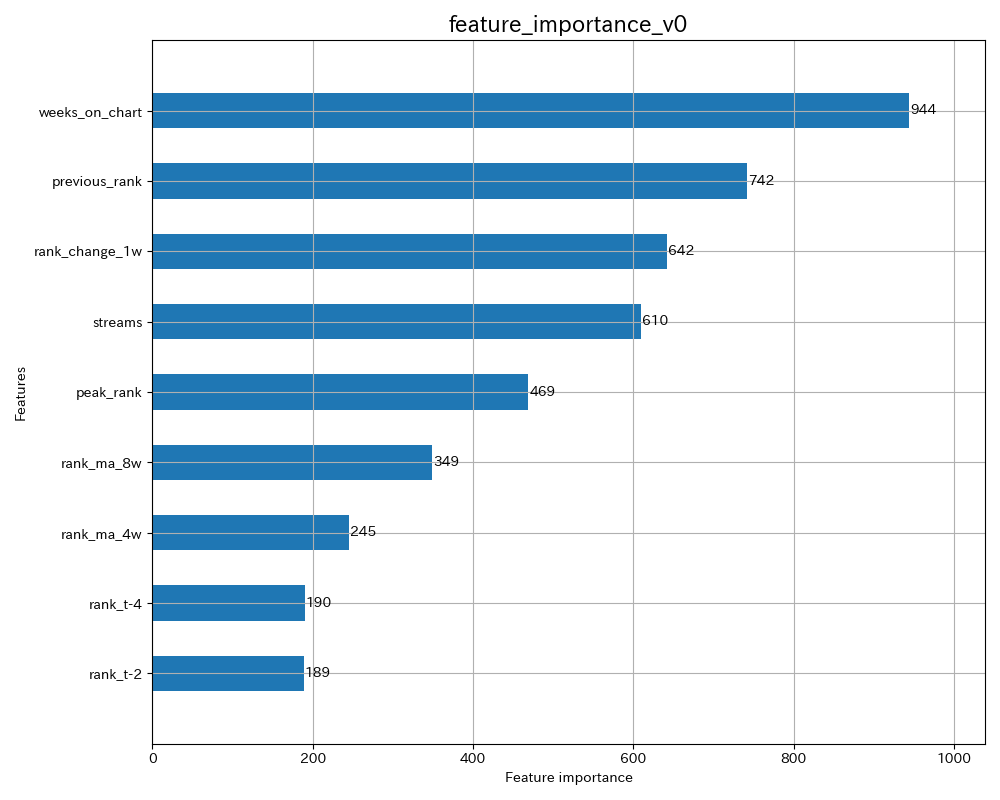 feature_importance_v0
weeks_on_chart 944
previous_rank 742
rank_change_1w 642
streams 610
peak_rank 469
rank_ma_8w 349
rank_ma_4w 245
rank_t-4 190
rank_t-2 189
Features
0 200 400 600 800 1000
Feature importance